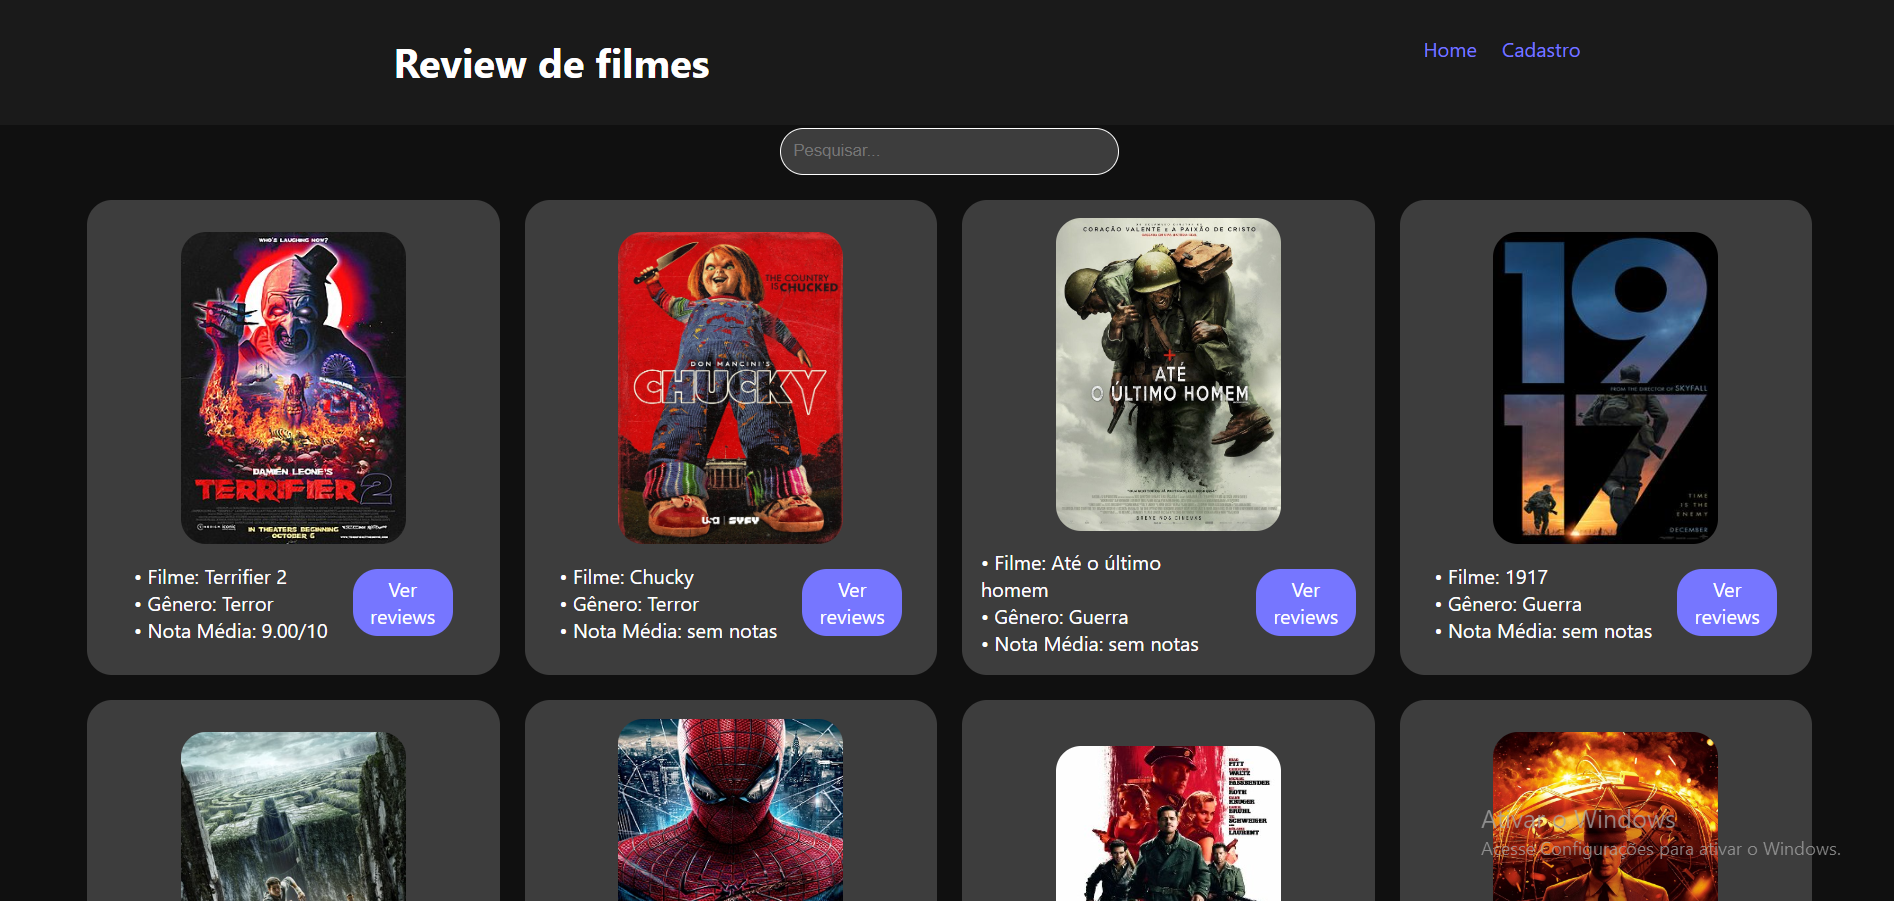 Review de filmes
Home
Cadastro
Pesquisar...
WHO'S LAUGHING NOW?
DAMIEN LEONE'S
TERRIFIER 2
IN THEATERS BEGINNING
OCTOBER 6
THE COUNTRY
IS CHUCKED
DON MANCINI'S
CHUCKY
USA | SYFY
CORAÇÃO VALENTE e A PAIXÃO DE CRISTO
ATÉ
O ÚLTIMO HOMEM
BREVE NOS CINEMAS
19
FROM THE DIRECTOR OF SKYFALL
17
TIME
IS THE
ENEMY
DECEMBER
• Filme: Terrifier 2
• Gênero: Terror
• Nota Média: 9.00/10
Ver
reviews
• Filme: Chucky
• Gênero: Terror
• Nota Média: sem notas
Ver
reviews
• Filme: Até o último
homem
• Gênero: Guerra
• Nota Média: sem notas
Ver
reviews
• Filme: 1917
• Gênero: Guerra
• Nota Média: sem notas
Ver
reviews
PITT
WALTZ
FASSBENDER
ROTH
KRUGER
BRÜHL
SCHWEIGER
LAURENT
Ativar o Windows
Acesse Configurações para ativar o Windows.